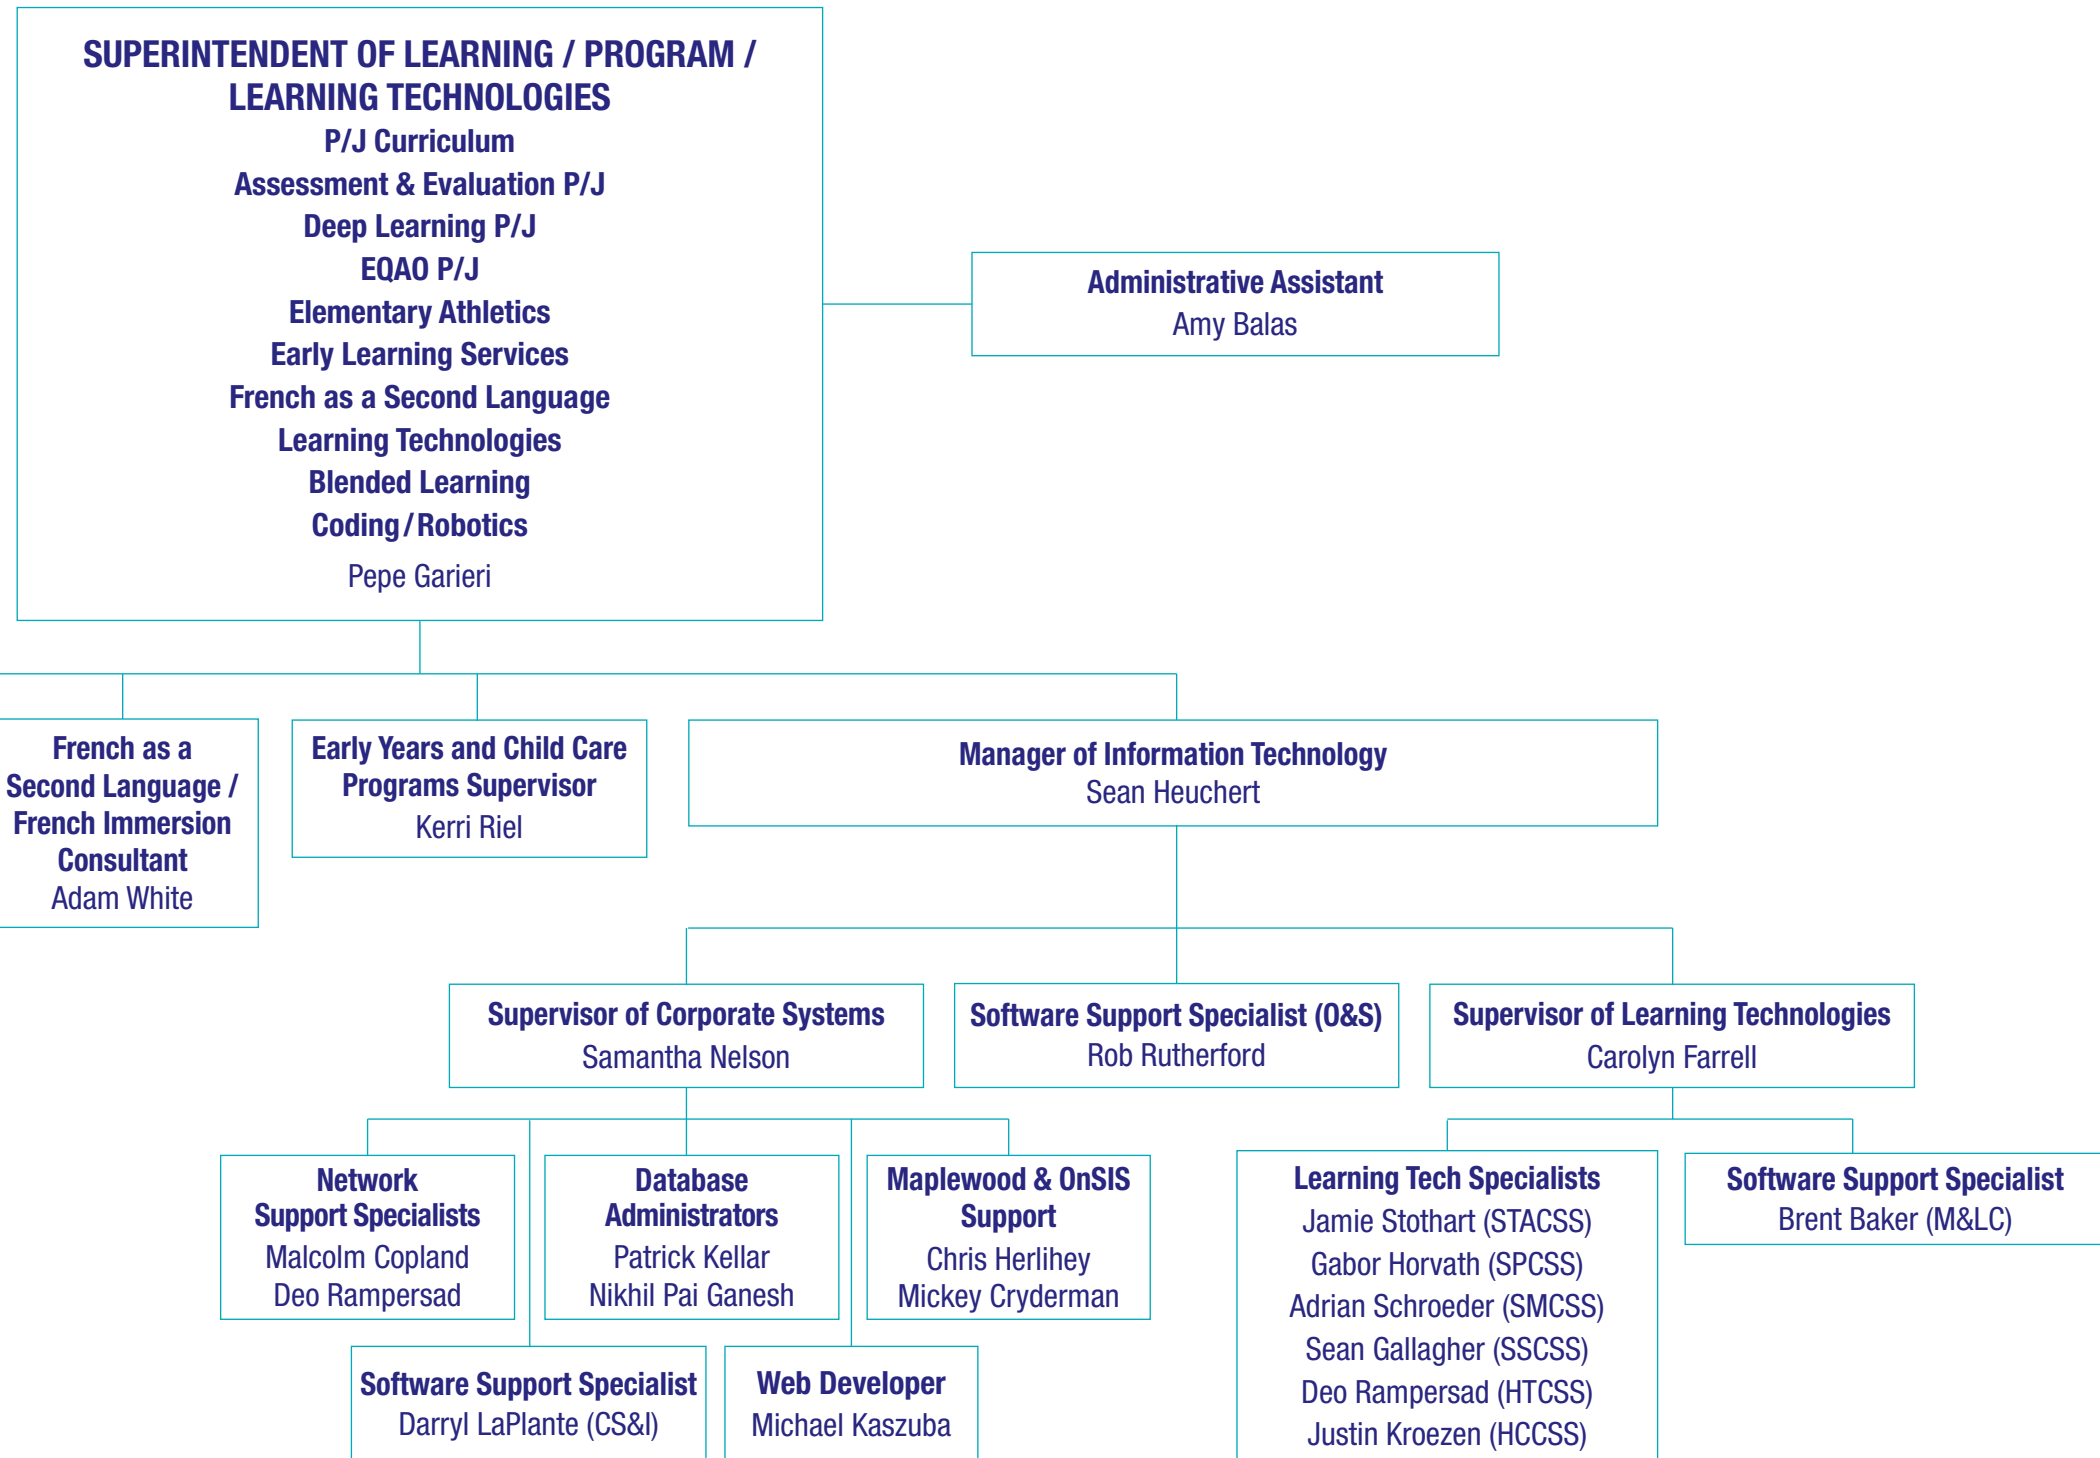 SUPERINTENDENT OF LEARNING / PROGRAM /
LEARNING TECHNOLOGIES
P/J Curriculum
Assessment & Evaluation P/J
Deep Learning P/J
EQAO P/J
Elementary Athletics
Early Learning Services
French as a Second Language
Learning Technologies
Blended Learning
Coding/Robotics
Pepe Garieri
Administrative Assistant
Amy Balas
French as a
Second Language /
French Immersion
Consultant
Adam White
Early Years and Child Care
Programs Supervisor
Kerri Riel
Manager of Information Technology
Sean Heuchert
Supervisor of Corporate Systems
Samantha Nelson
Software Support Specialist (O&S)
Rob Rutherford
Supervisor of Learning Technologies
Carolyn Farrell
Network
Support Specialists
Malcolm Copland
Deo Rampersad
Database
Administrators
Patrick Kellar
Nikhil Pai Ganesh
Maplewood & OnSIS
Support
Chris Herlihey
Mickey Cryderman
Learning Tech Specialists
Jamie Stothart (STACSS)
Gabor Horvath (SPCSS)
Adrian Schroeder (SMCSS)
Sean Gallagher (SSCSS)
Deo Rampersad (HTCSS)
Justin Kroezen (HCCSS)
Software Support Specialist
Brent Baker (M&LC)
Software Support Specialist
Darryl LaPlante (CS&I)
Web Developer
Michael Kaszuba